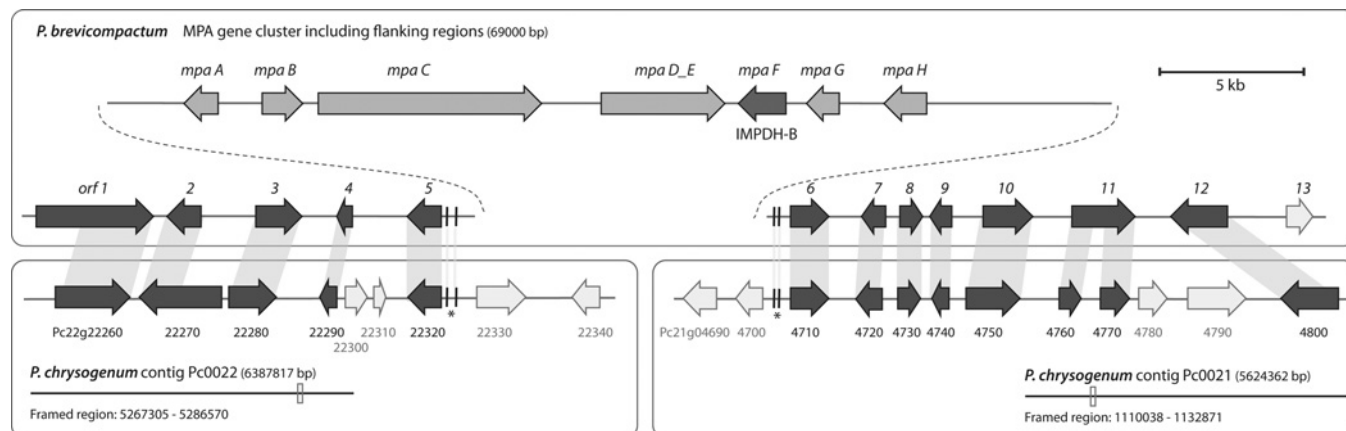 P. brevicompactum MPA gene cluster including flanking regions (69000 bp)
mpa A mpa B mpa C mpa D_E mpa F mpa G mpa H
5 kb
IMPDH-B
orf 1 2 3 4 5 6 7 8 9 10 11 12 13
* *
Pc22g22260 22270 22280 22290 22310 22320 22330 22340 Pc21g04690 4700 4710 4720 4730 4740 4750 4760 4770 4780 4790 4800
22300
P. chrysogenum contig Pc0022 (6387817 bp)
Framed region: 5267305 - 5286570
P. chrysogenum contig Pc0021 (5624362 bp)
Framed region: 1110038 - 1132871